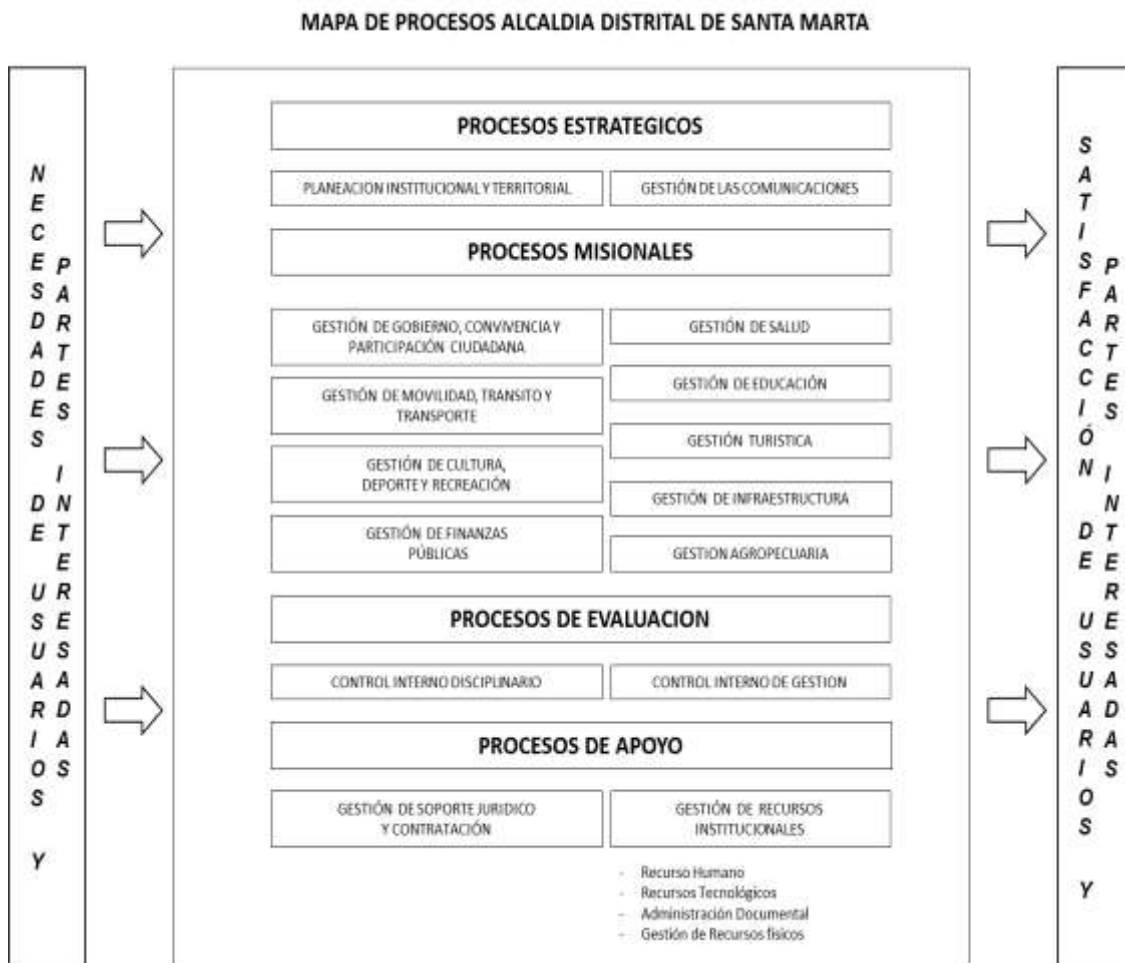 MAPA DE PROCESOS ALCALDIA DISTRITAL DE SANTA MARTA
NECESDADES DE USUARIOS Y
PARTES INTERESADAS
PROCESOS ESTRATEGICOS
PLANEACION INSTITUCIONAL Y TERRITORIAL
GESTIÓN DE LAS COMUNICACIONES
PROCESOS MISIONALES
GESTIÓN DE GOBIERNO, CONVIVENCIA Y
PARTICIPACIÓN CIUDADANA
GESTIÓN DE MOVILIDAD, TRANSITO Y
TRANSPORTE
GESTIÓN DE CULTURA,
DEPORTE Y RECREACIÓN
GESTIÓN DE FINANZAS
PÚBLICAS
GESTIÓN DE SALUD
GESTIÓN DE EDUCACIÓN
GESTIÓN TURISTICA
GESTIÓN DE INFRAESTRUCTURA
GESTION AGROPECUARIA
PROCESOS DE EVALUACION
CONTROL INTERNO DISCIPLINARIO
CONTROL INTERNO DE GESTION
PROCESOS DE APOYO
GESTIÓN DE SOPORTE JURIDICO
Y CONTRATACIÓN
GESTIÓN DE RECURSOS
INSTITUCIONALES
- Recurso Humano
- Recursos Tecnológicos
- Administración Documental
- Gestión de Recursos físicos
SATISFACCIÓN DE USUARIOS Y
PARTES INTERESADAS